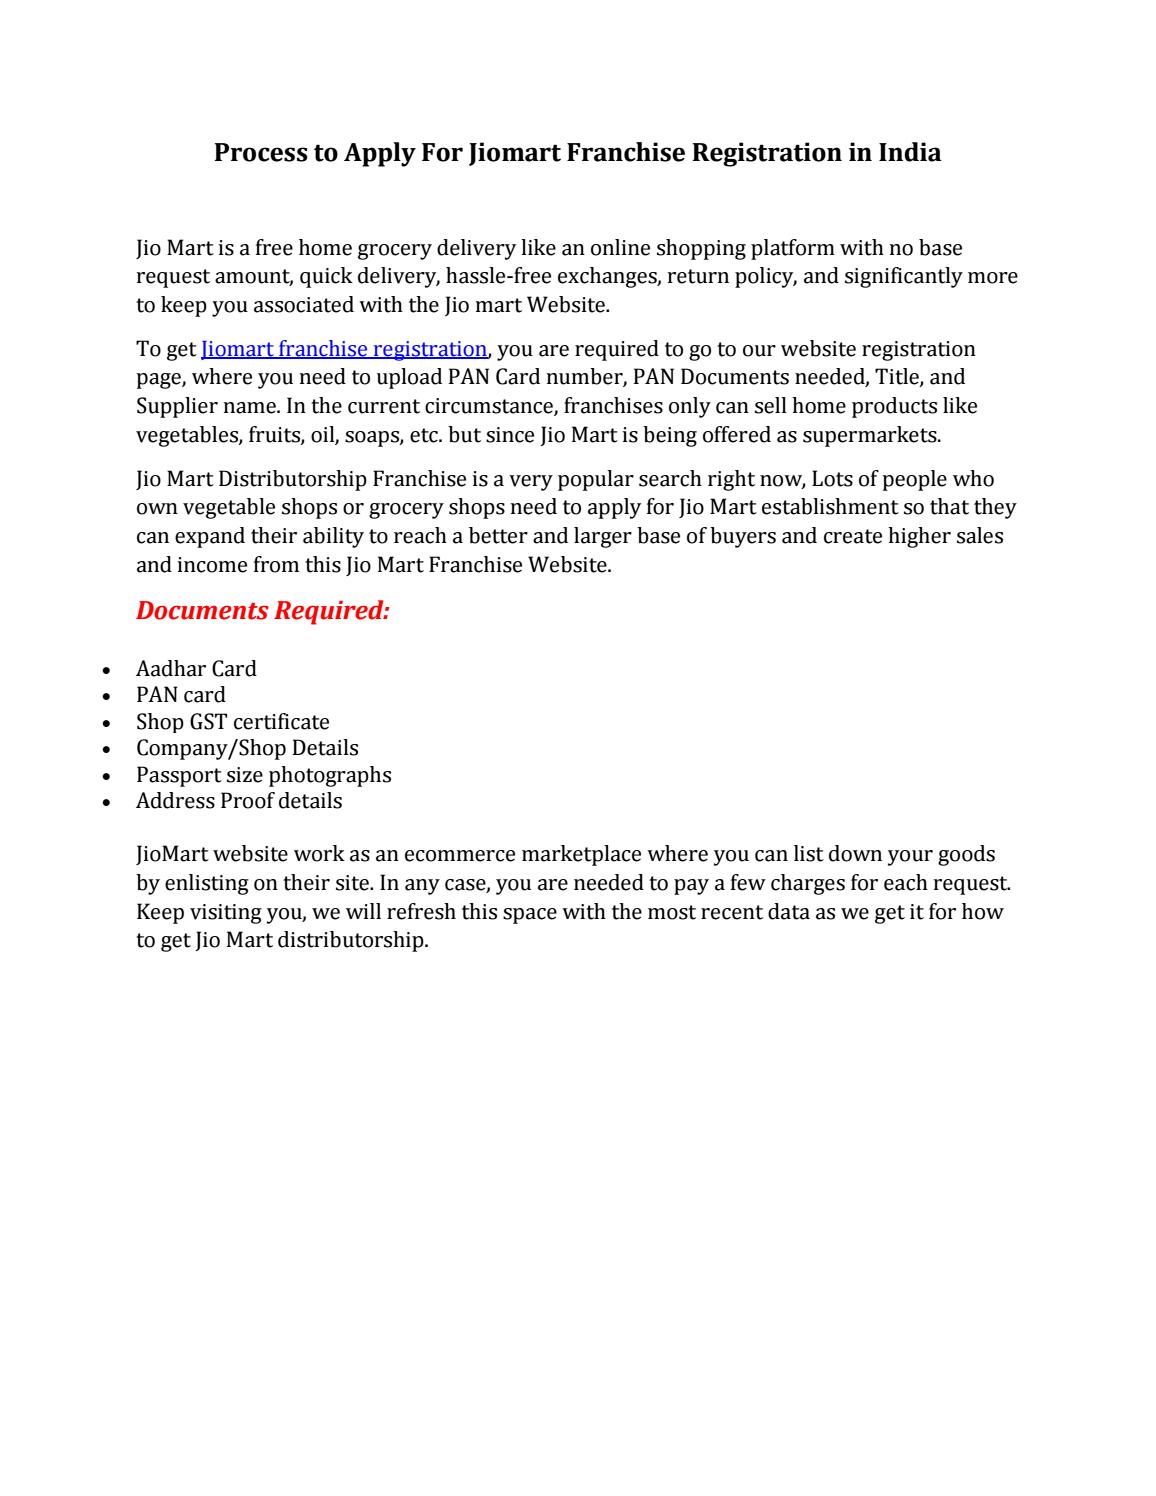 Process to Apply For Jiomart Franchise Registration in India
Jio Mart is a free home grocery delivery like an online shopping platform with no base
request amount, quick delivery, hassle-free exchanges, return policy, and significantly more
to keep you associated with the Jio mart Website.
To get Jiomart franchise registration, you are required to go to our website registration
page, where you need to upload PAN Card number, PAN Documents needed, Title, and
Supplier name. In the current circumstance, franchises only can sell home products like
vegetables, fruits, oil, soaps, etc. but since Jio Mart is being offered as supermarkets.
Jio Mart Distributorship Franchise is a very popular search right now, Lots of people who
own vegetable shops or grocery shops need to apply for Jio Mart establishment so that they
can expand their ability to reach a better and larger base of buyers and create higher sales
and income from this Jio Mart Franchise Website.
Documents Required:
• Aadhar Card
• PAN card
• Shop GST certificate
• Company/Shop Details
• Passport size photographs
• Address Proof details
JioMart website work as an ecommerce marketplace where you can list down your goods
by enlisting on their site. In any case, you are needed to pay a few charges for each request.
Keep visiting you, we will refresh this space with the most recent data as we get it for how
to get Jio Mart distributorship.